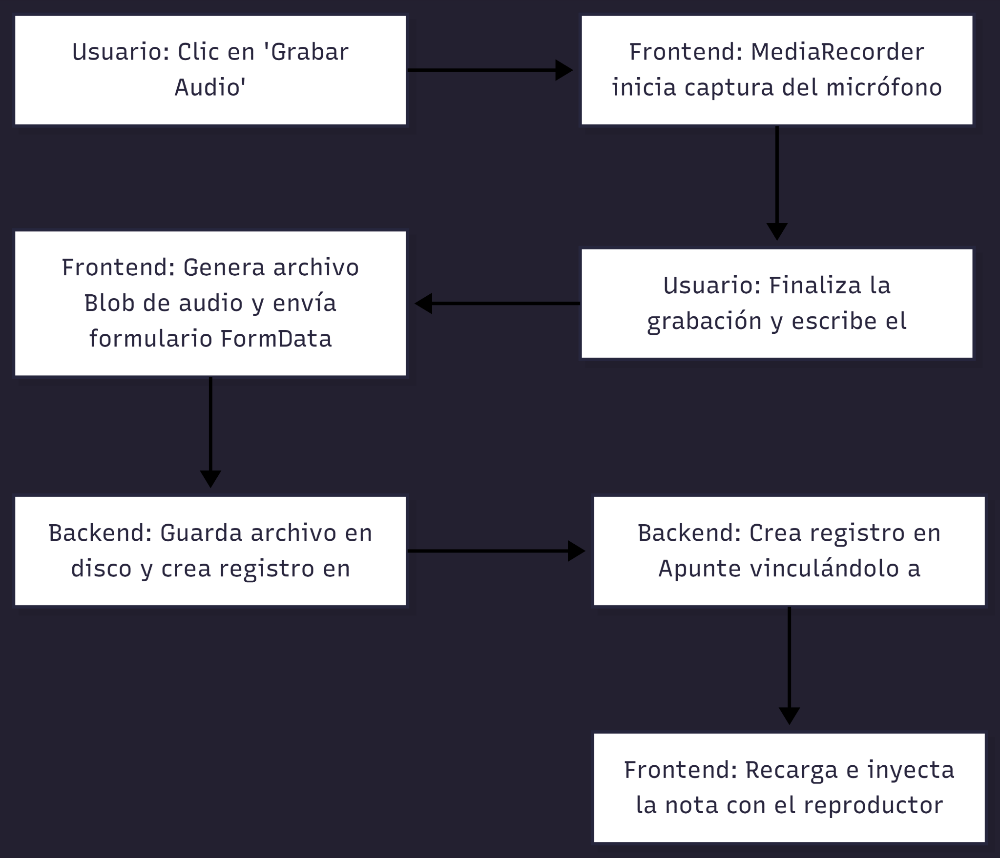 Usuario: Clic en 'Grabar
Audio'
Frontend: MediaRecorder
inicia captura del micrófono
Usuario: Finaliza la
grabación y escribe el
Frontend: Genera archivo
Blob de audio y envía
formulario FormData
Backend: Guarda archivo en
disco y crea registro en
Backend: Crea registro en
Apunte vinculándolo a
Frontend: Recarga e inyecta
la nota con el reproductor